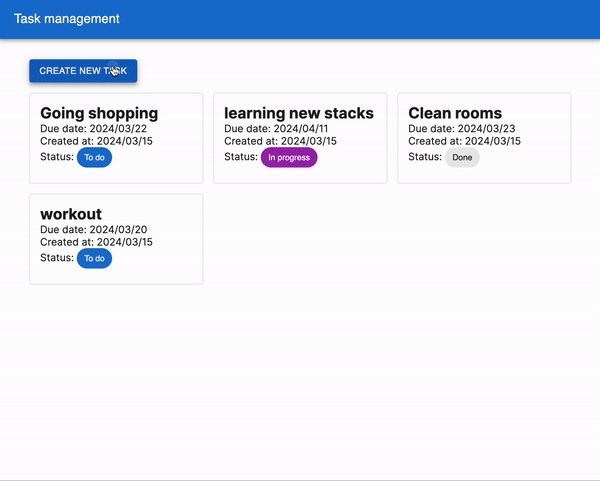 Task management
CREATE NEW TASK
Going shopping
Due date: 2024/03/22
Created at: 2024/03/15
Status: To do
learning new stacks
Due date: 2024/04/11
Created at: 2024/03/15
Status: In progress
Clean rooms
Due date: 2024/03/23
Created at: 2024/03/15
Status: Done
workout
Due date: 2024/03/20
Created at: 2024/03/15
Status: To do